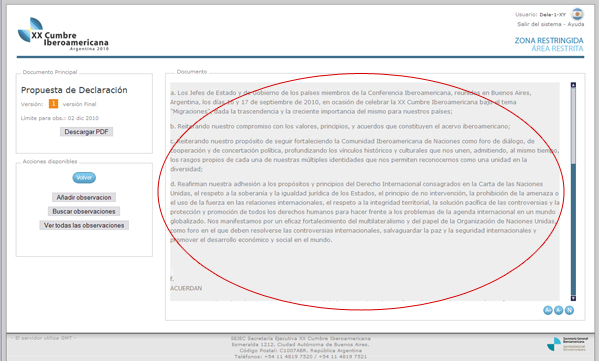 XX Cumbre
Iberoamericana
Argentina 2010
Usuario: Dele-1-XY
Salir del sistema - Ayuda
ZONA RESTRINGIDA
ÁREA RESTRITA
Documento Principal
Propuesta de Declaración
Versión: 1 versión Final
Límite para obs.: 02 dic 2010
Descargar PDF
Acciones disponibles
Volver
Añadir observacion
Buscar observaciones
Ver todas las observaciones
Documento
a. Los Jefes de Estado y de Gobierno de los países miembros de la Conferencia Iberoamericana, reunidos en Buenos Aires,
Argentina, los días 16 y 17 de septiembre de 2010, en ocasión de celebrar la XX Cumbre Iberoamericana bajo el tema
"Migraciones", dada la trascendencia y la creciente importancia del mismo para nuestros países;
b. Reiterando nuestro compromiso con los valores, principios, y acuerdos que constituyen el acervo iberoamericano;
c. Reiterando nuestro propósito de seguir fortaleciendo la Comunidad Iberoamericana de Naciones como foro de diálogo, de
cooperación y de concertación política, profundizando los vínculos históricos y culturales que nos unen, admitiendo, al mismo tiempo,
los rasgos propios de cada una de nuestras múltiples identidades que nos permiten reconocernos como una unidad en la
diversidad;
d. Reafirman nuestra adhesión a los propósitos y principios del Derecho Internacional consagrados en la Carta de las Naciones
Unidas, el respeto a la soberanía y la igualdad jurídica de los Estados, el principio de no intervención, la prohibición de la amenaza o
el uso de la fuerza en las relaciones internacionales, el respeto a la integridad territorial, la solución pacífica de las controversias y la
protección y promoción de todos los derechos humanos para hacer frente a los problemas de la agenda internacional en un mundo
globalizado. Nos manifestamos por un eficaz fortalecimiento del multilateralismo y del papel de la Organización de Naciones Unidas
como foro en el que deben resolverse las controversias internacionales, salvaguardar la paz y la seguridad internacionales y
promover el desarrollo económico y social en el mundo.
f.
ACUERDAN
A+ A- N
- El servidor utiliza GMT -
SEJEC Secretaría Ejecutiva XX Cumbre Iberoamericana
Esmeralda 1212, Ciudad Autónoma de Buenos Aires.
Código Postal: C1007ABR. República Argentina
Teléfonos: +54 11 4819 7520 / +54 11 4819 7521
Secretaría General
Iberoamericana